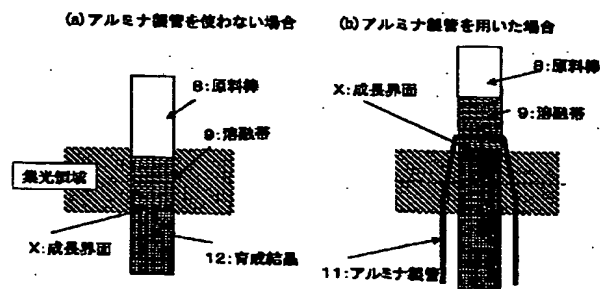 (a) アルミナ製管を使わない場合
(b) アルミナ製管を用いた場合
8:原料棒
9:溶融帯
集光領域
X:成長界面
12:育成結晶
8:原料棒
X:成長界面
9:溶融帯
11:アルミナ製管